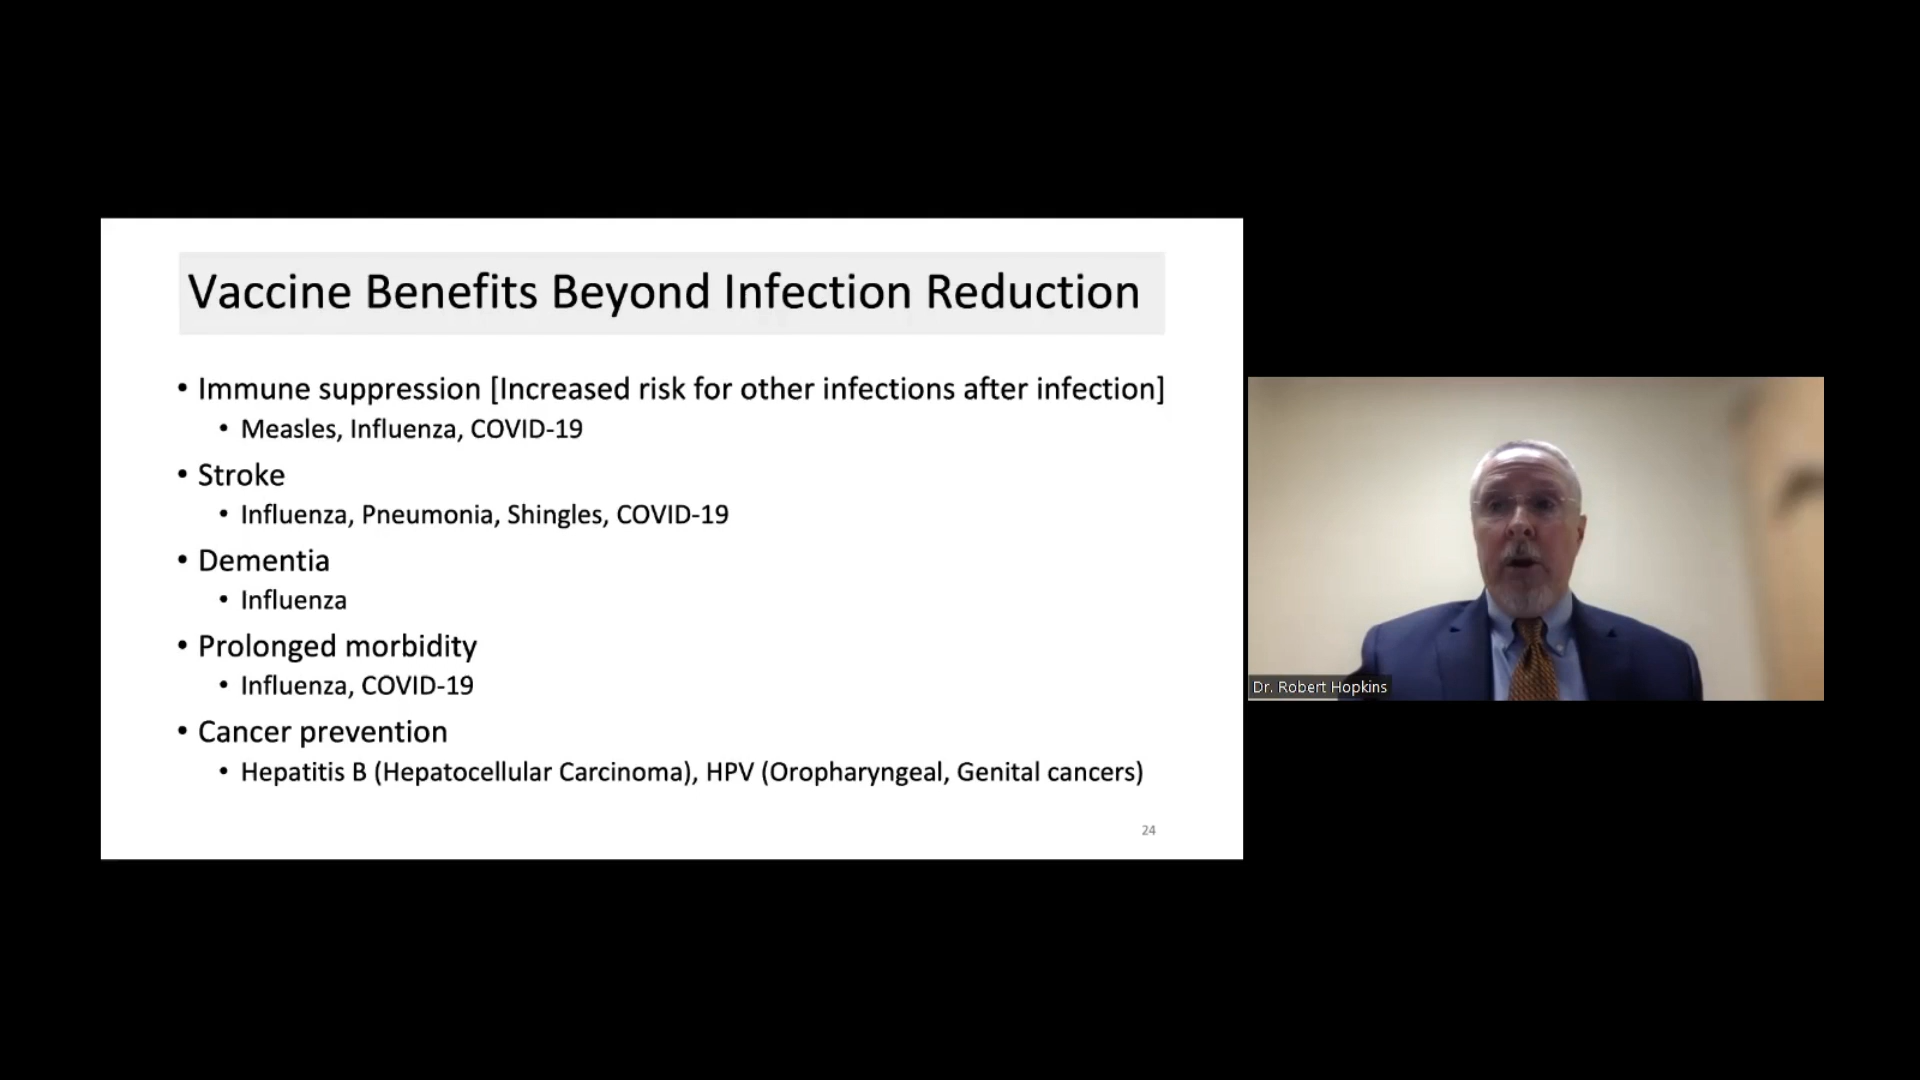 Vaccine Benefits Beyond Infection Reduction
• Immune suppression [Increased risk for other infections after infection]
• Measles, Influenza, COVID-19
• Stroke
• Influenza, Pneumonia, Shingles, COVID-19
• Dementia
• Influenza
• Prolonged morbidity
• Influenza, COVID-19
• Cancer prevention
• Hepatitis B (Hepatocellular Carcinoma), HPV (Oropharyngeal, Genital cancers)
24
Dr. Robert Hopkins